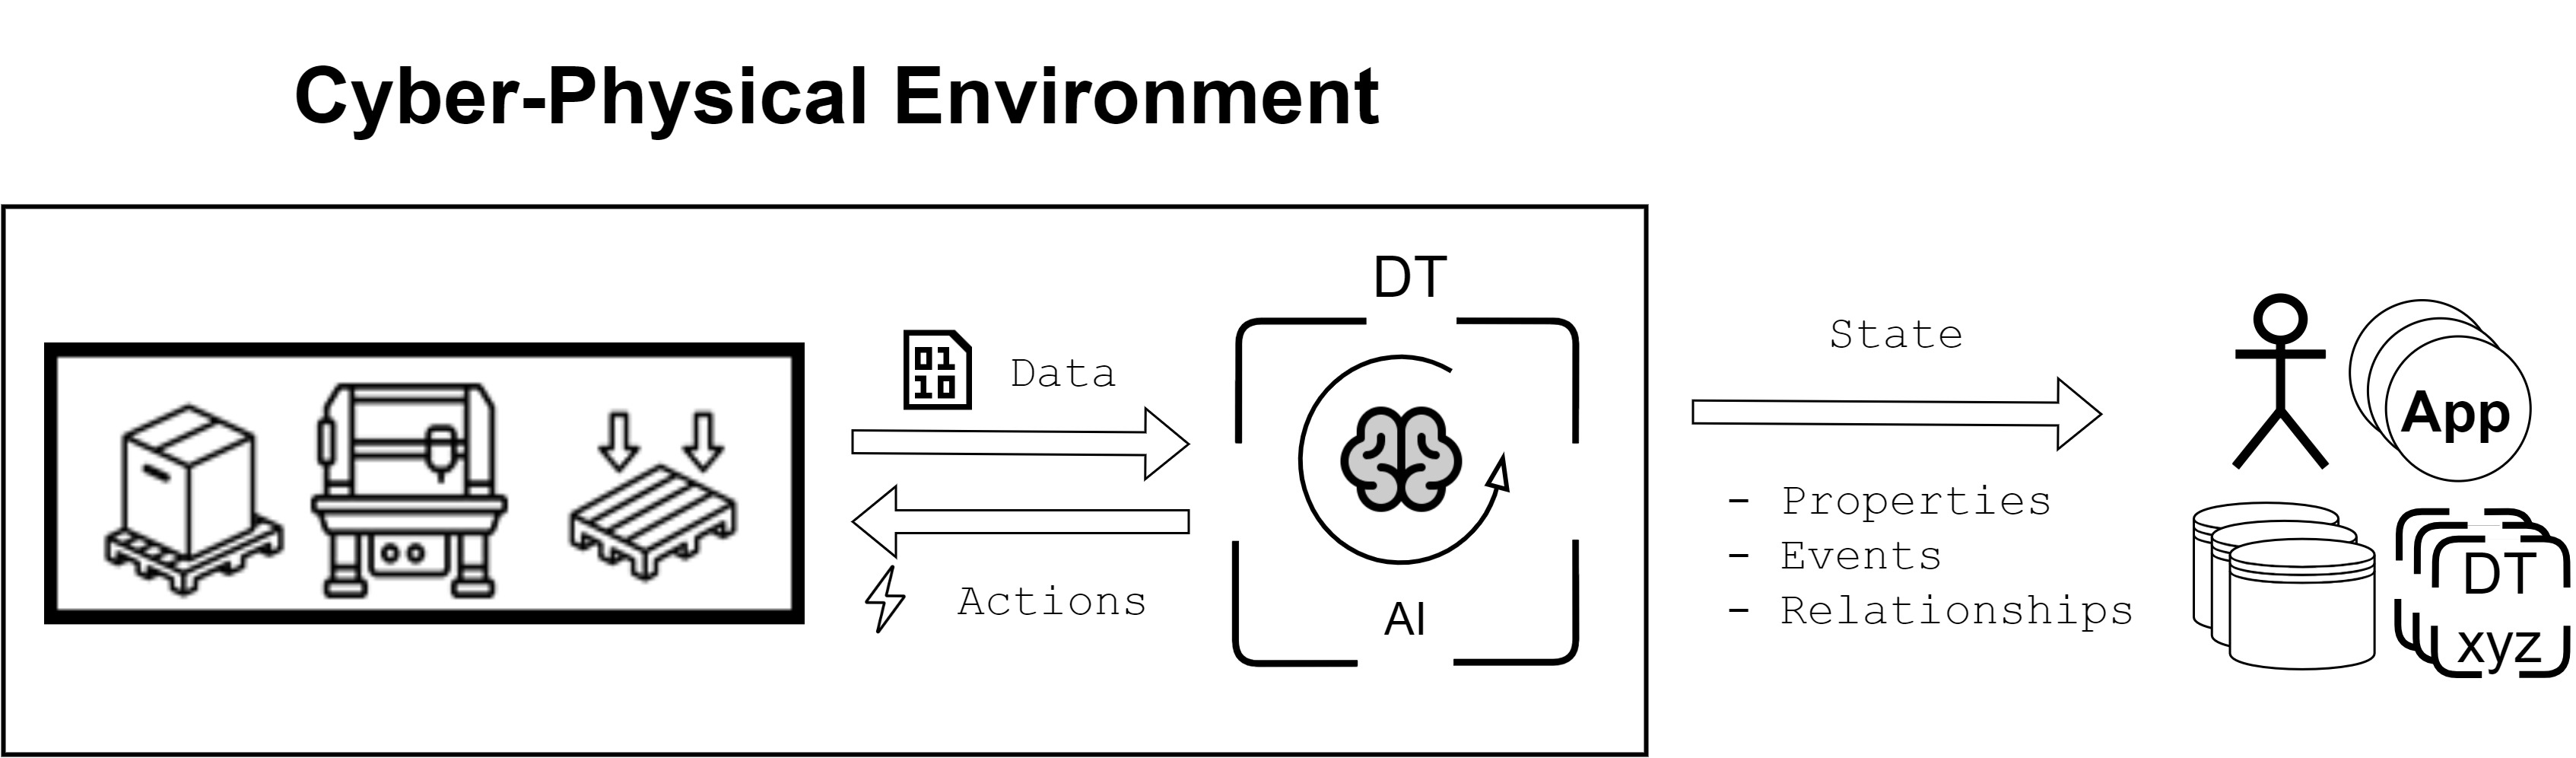 Cyber-Physical Environment
DT
01
10
Data
Actions
AI
State
- Properties
- Events
- Relationships
App
DT
xyz